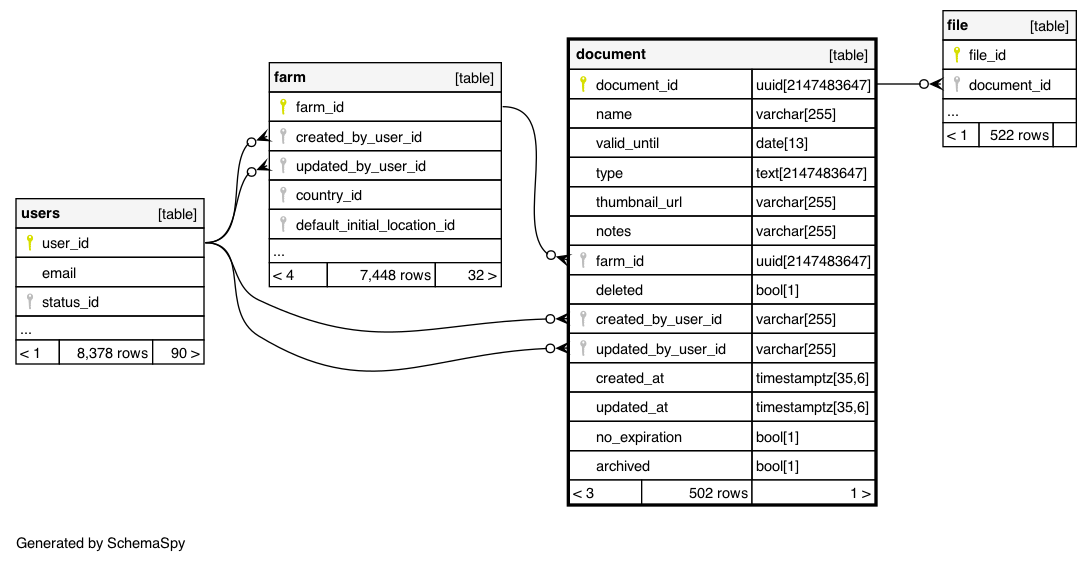 users [table]
user_id
email
status_id
...
< 1 8,378 rows 90 >
farm [table]
farm_id
created_by_user_id
updated_by_user_id
country_id
default_initial_location_id
...
< 4 7,448 rows 32 >
document [table]
document_id uuid[2147483647]
name varchar[255]
valid_until date[13]
type text[2147483647]
thumbnail_url varchar[255]
notes varchar[255]
farm_id uuid[2147483647]
deleted bool[1]
created_by_user_id varchar[255]
updated_by_user_id varchar[255]
created_at timestamptz[35,6]
updated_at timestamptz[35,6]
no_expiration bool[1]
archived bool[1]
< 3 502 rows 1 >
file [table]
file_id
document_id
...
< 1 522 rows
Generated by SchemaSpy